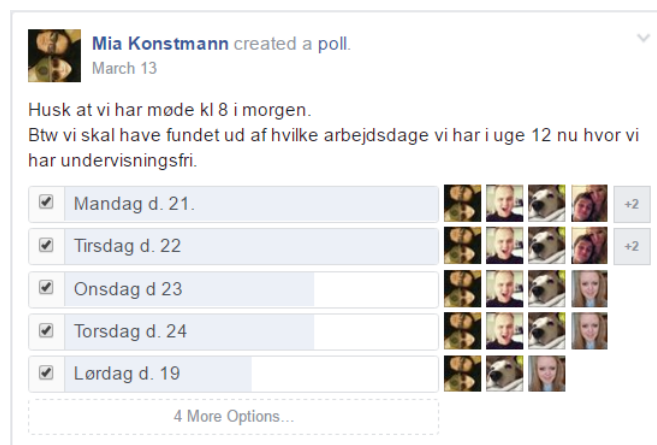 Mia Konstmann created a poll.
March 13
Husk at vi har møde kl 8 i morgen.
Btw vi skal have fundet ud af hvilke arbejdsdage vi har i uge 12 nu hvor vi
har undervisningsfri.
Mandag d. 21.
+2
Tirsdag d. 22
+2
Onsdag d 23
Torsdag d. 24
Lørdag d. 19
4 More Options...